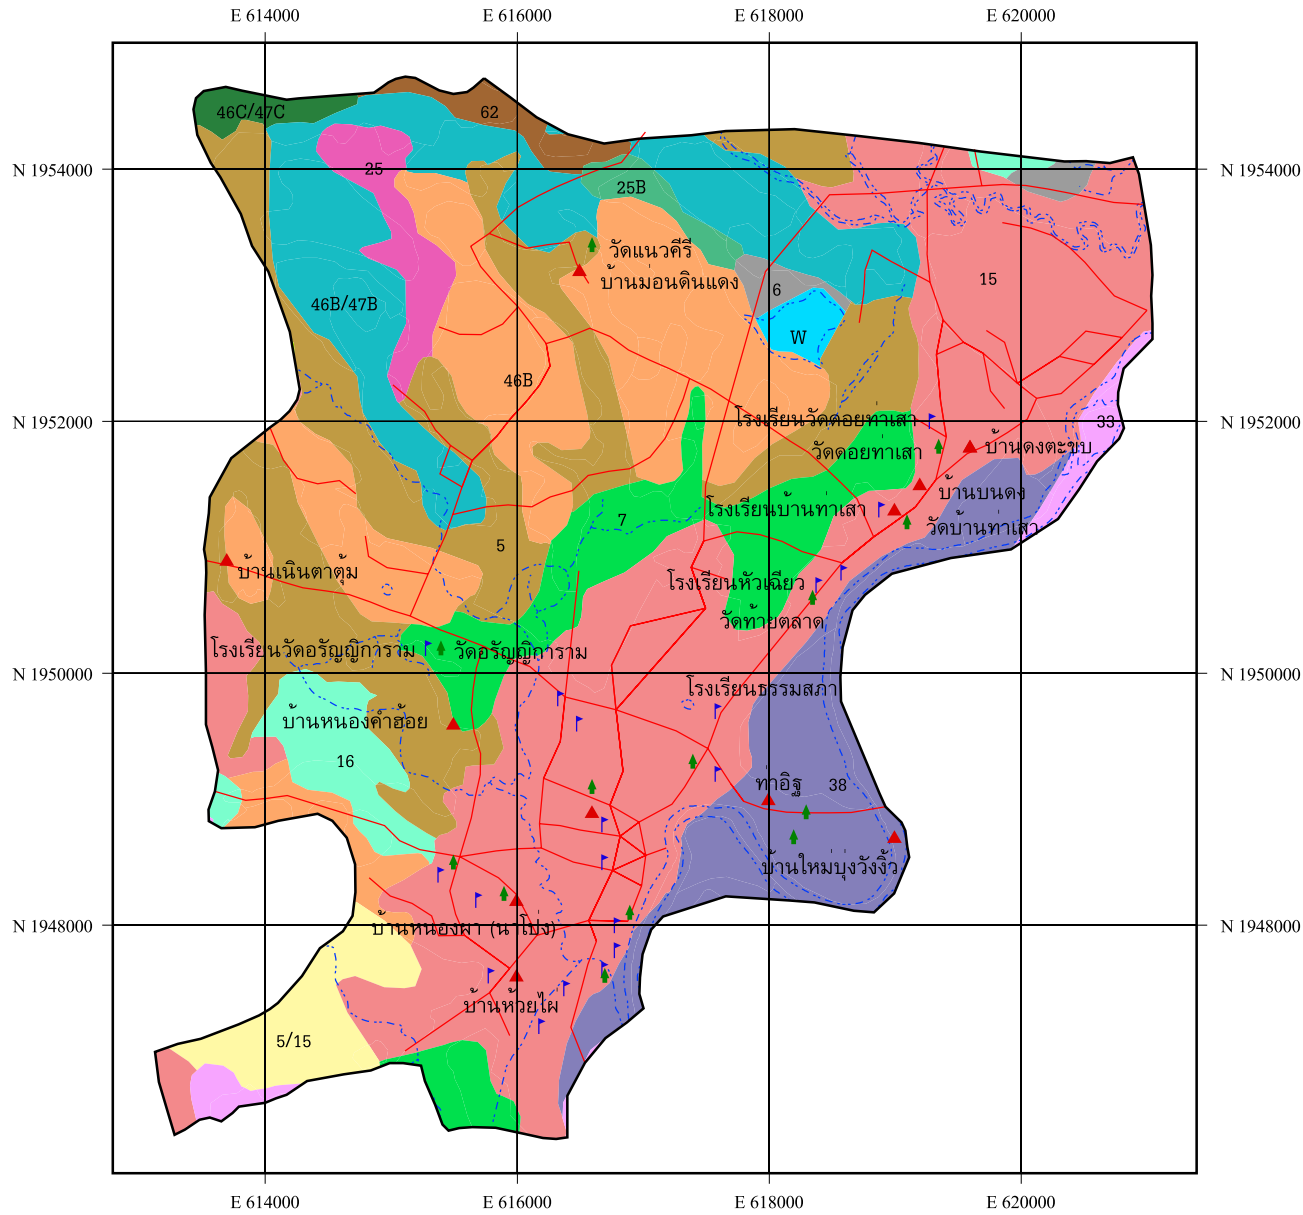 E 614000
E 616000
E 618000
E 620000
46C/47C
62
N 1954000
25
25B
N 1954000
วัดแนวคีรี
บ้านม่อนดินแดง
15
6
46B/47B
W
46B
N 1952000
โรงเรียนวัดดอยท่าเสา
33
N 1952000
วัดดอยท่าเสา
บ้านดงตะขบ
บ้านบนดง
โรงเรียนบ้านท่าเสา
7
วัดบ้านท่าเสา
5
บ้านเนินตาตุ้ม
โรงเรียนหัวเฉียว
วัดท้ายตลาด
โรงเรียนวัดอรัญญิการาม
วัดอรัญญิการาม
N 1950000
N 1950000
โรงเรียนธรรมสภา
บ้านหนองคำฮ้อย
16
ท่าอิฐ
38
บ้านใหม่บุ่งวังงิ้ว
N 1948000
บ้านหนองผา (นาโป่ง)
N 1948000
บ้านห้วยไผ่
5/15
E 614000
E 616000
E 618000
E 620000